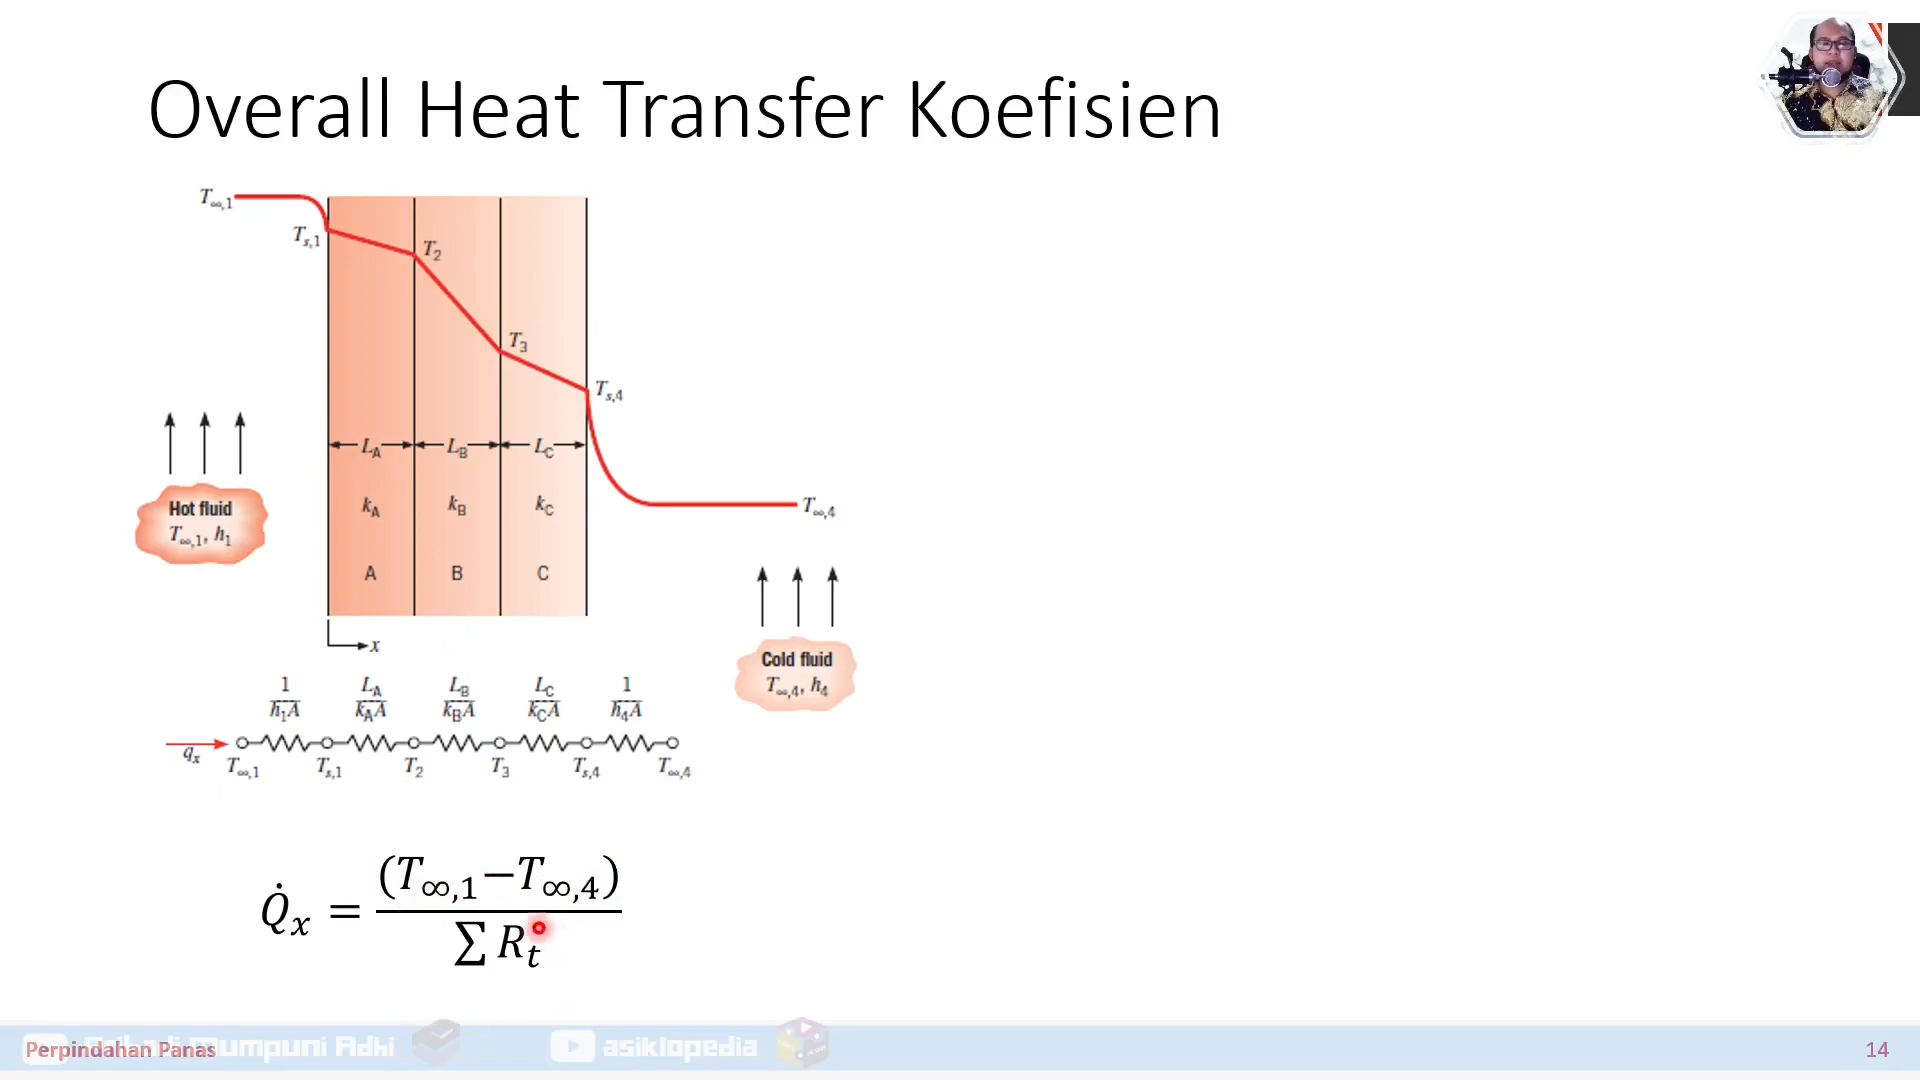 Overall Heat Transfer Koefisien
T∞,1
Ts,1
T2
T3
Ts,4
LA LB LC
Hot fluid
T∞,1, h1
kA kB kC
T∞,4
A B C
x
Cold fluid
T∞,4, h4
1/h1A LA/kAA LB/kBA LC/kCA 1/h4A
qx
T∞,1 Ts,1 T2 T3 Ts,4 T∞,4
Q̇x = (T∞,1−T∞,4) / ∑ Rt
Perpindahan Panas
Mumpuni Adhi
asiklopedia
14